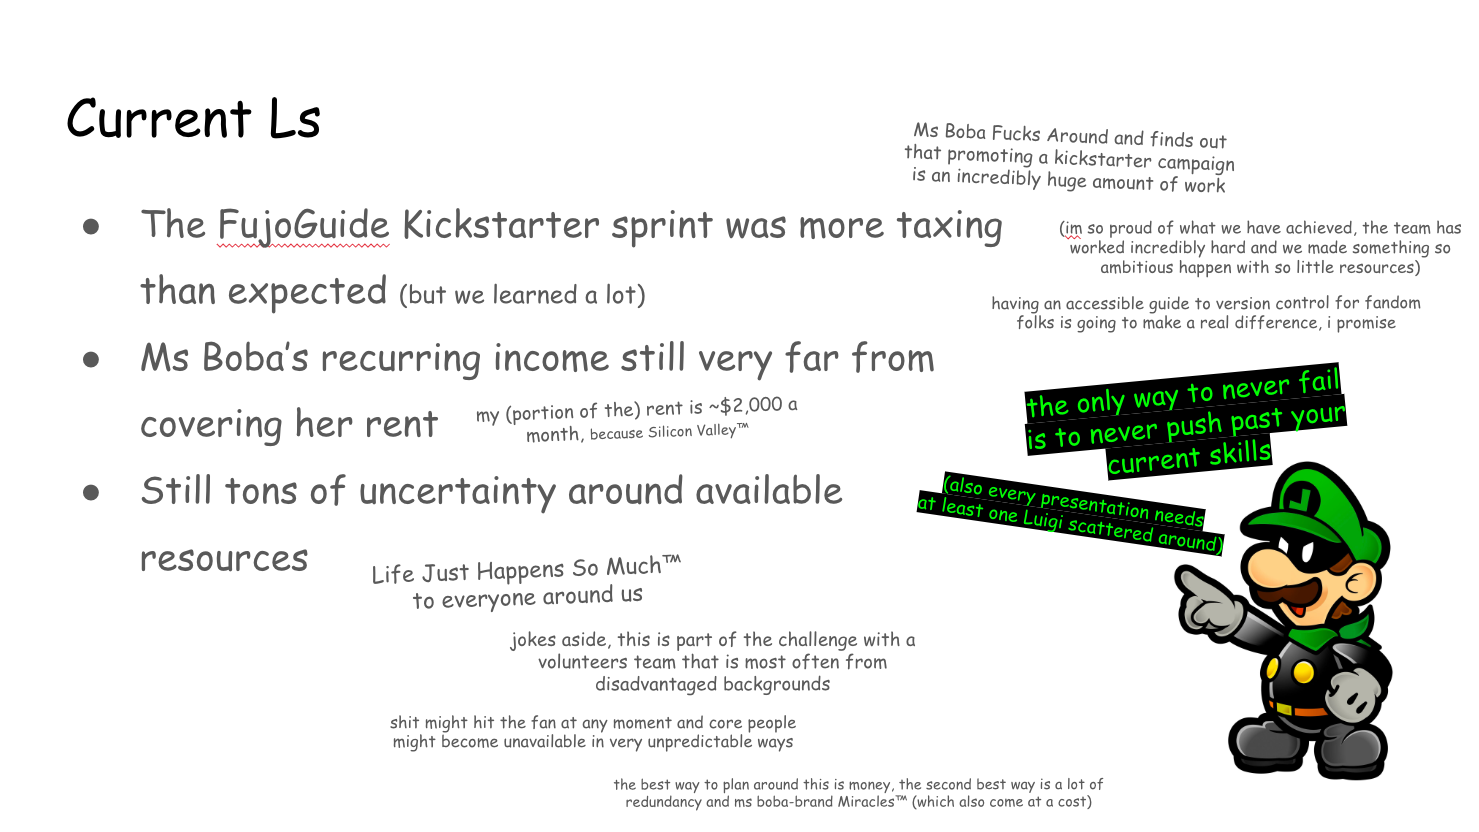 Current Ls
Ms Boba Fucks Around and finds out
that promoting a kickstarter campaign
is an incredibly huge amount of work
● The FujoGuide Kickstarter sprint was more taxing
than expected (but we learned a lot)
(im so proud of what we have achieved, the team has
worked incredibly hard and we made something so
ambitious happen with so little resources)
having an accessible guide to version control for fandom
folks is going to make a real difference, i promise
● Ms Boba’s recurring income still very far from
covering her rent
my (portion of the) rent is ~$2,000 a
month, because Silicon Valley™
the only way to never fail
is to never push past your
current skills
(also every presentation needs
at least one Luigi scattered around)
● Still tons of uncertainty around available
resources
Life Just Happens So Much™
to everyone around us
jokes aside, this is part of the challenge with a
volunteers team that is most often from
disadvantaged backgrounds
shit might hit the fan at any moment and core people
might become unavailable in very unpredictable ways
the best way to plan around this is money, the second best way is a lot of
redundancy and ms boba-brand Miracles™ (which also come at a cost)